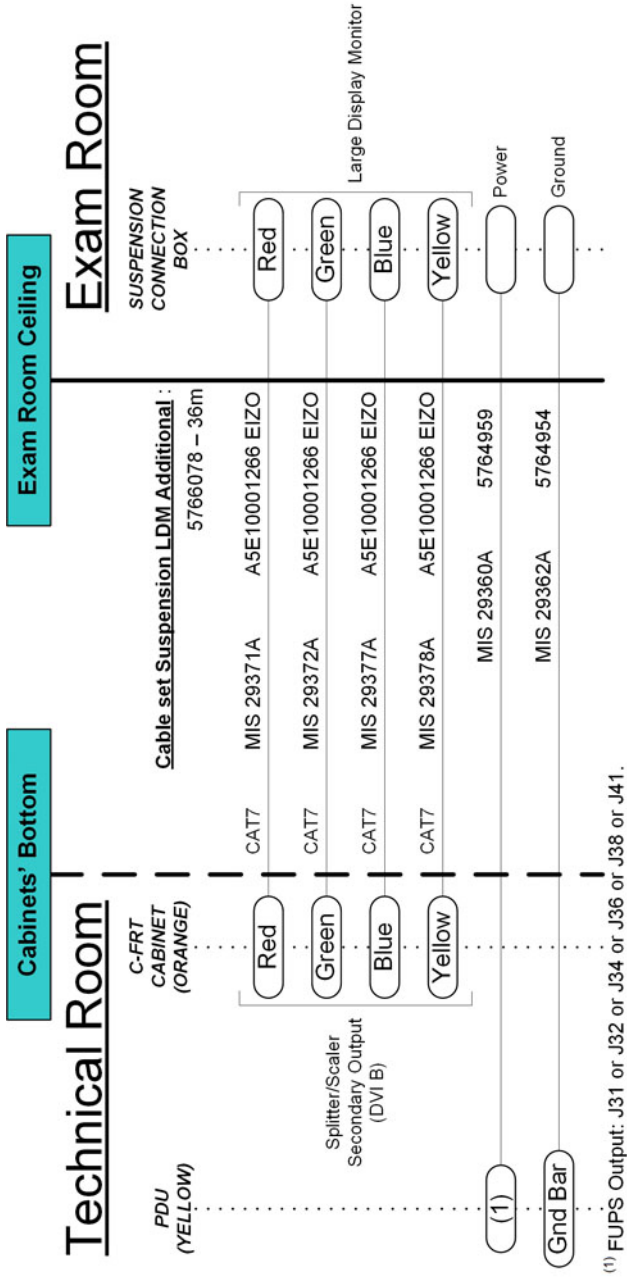 Cabinets' Bottom
Exam Room Ceiling
Technical Room
Exam Room
PDU
(YELLOW)
C-FRT
CABINET
(ORANGE)
SUSPENSION
CONNECTION
BOX
Cable set Suspension LDM Additional :
5766078 – 36m
Splitter/Scaler
Secondary Output
(DVI B)
Red CAT7 MIS 29371A A5E10001266 EIZO Red
Green CAT7 MIS 29372A A5E10001266 EIZO Green
Blue CAT7 MIS 29377A A5E10001266 EIZO Blue
Yellow CAT7 MIS 29378A A5E10001266 EIZO Yellow
Large Display Monitor
(1) MIS 29360A 5764959 Power
Gnd Bar MIS 29362A 5764954 Ground
(1) FUPS Output: J31 or J32 or J34 or J36 or J38 or J41.